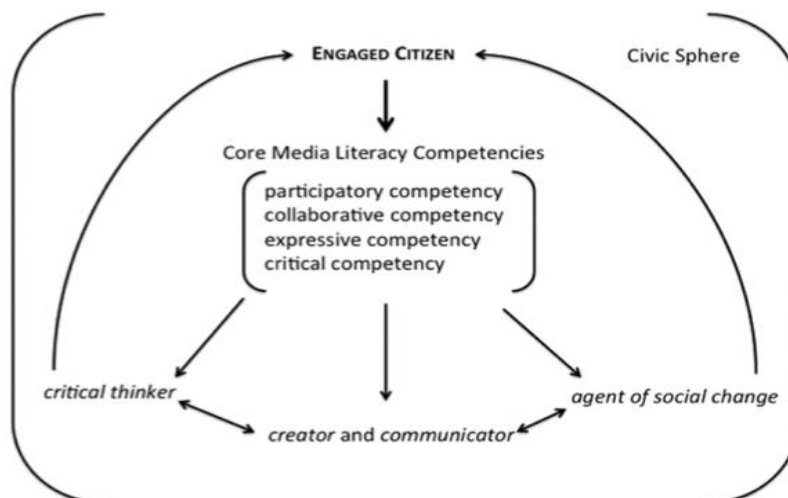 ENGAGED CITIZEN
Civic Sphere
Core Media Literacy Competencies
participatory competency
collaborative competency
expressive competency
critical competency
critical thinker
agent of social change
creator and communicator